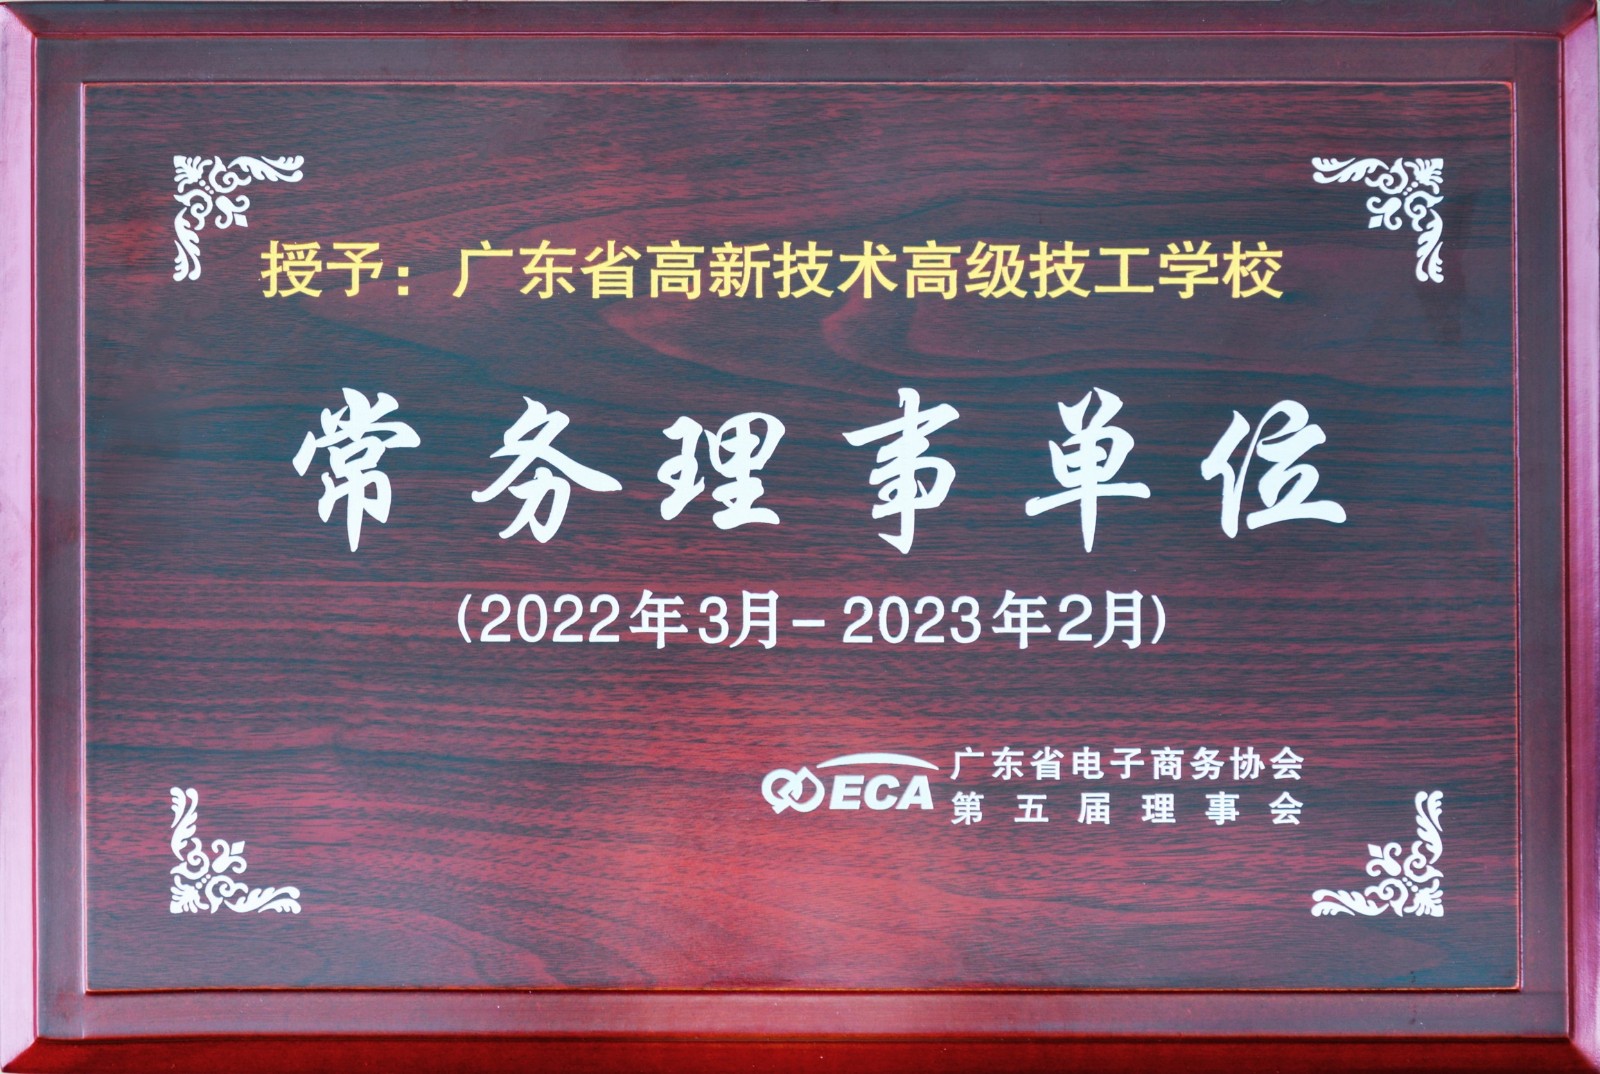 授予：广东省高新技术高级技工学校
常务理事单位
(2022年3月-2023年2月)
ECA
广东省电子商务协会
第五届理事会